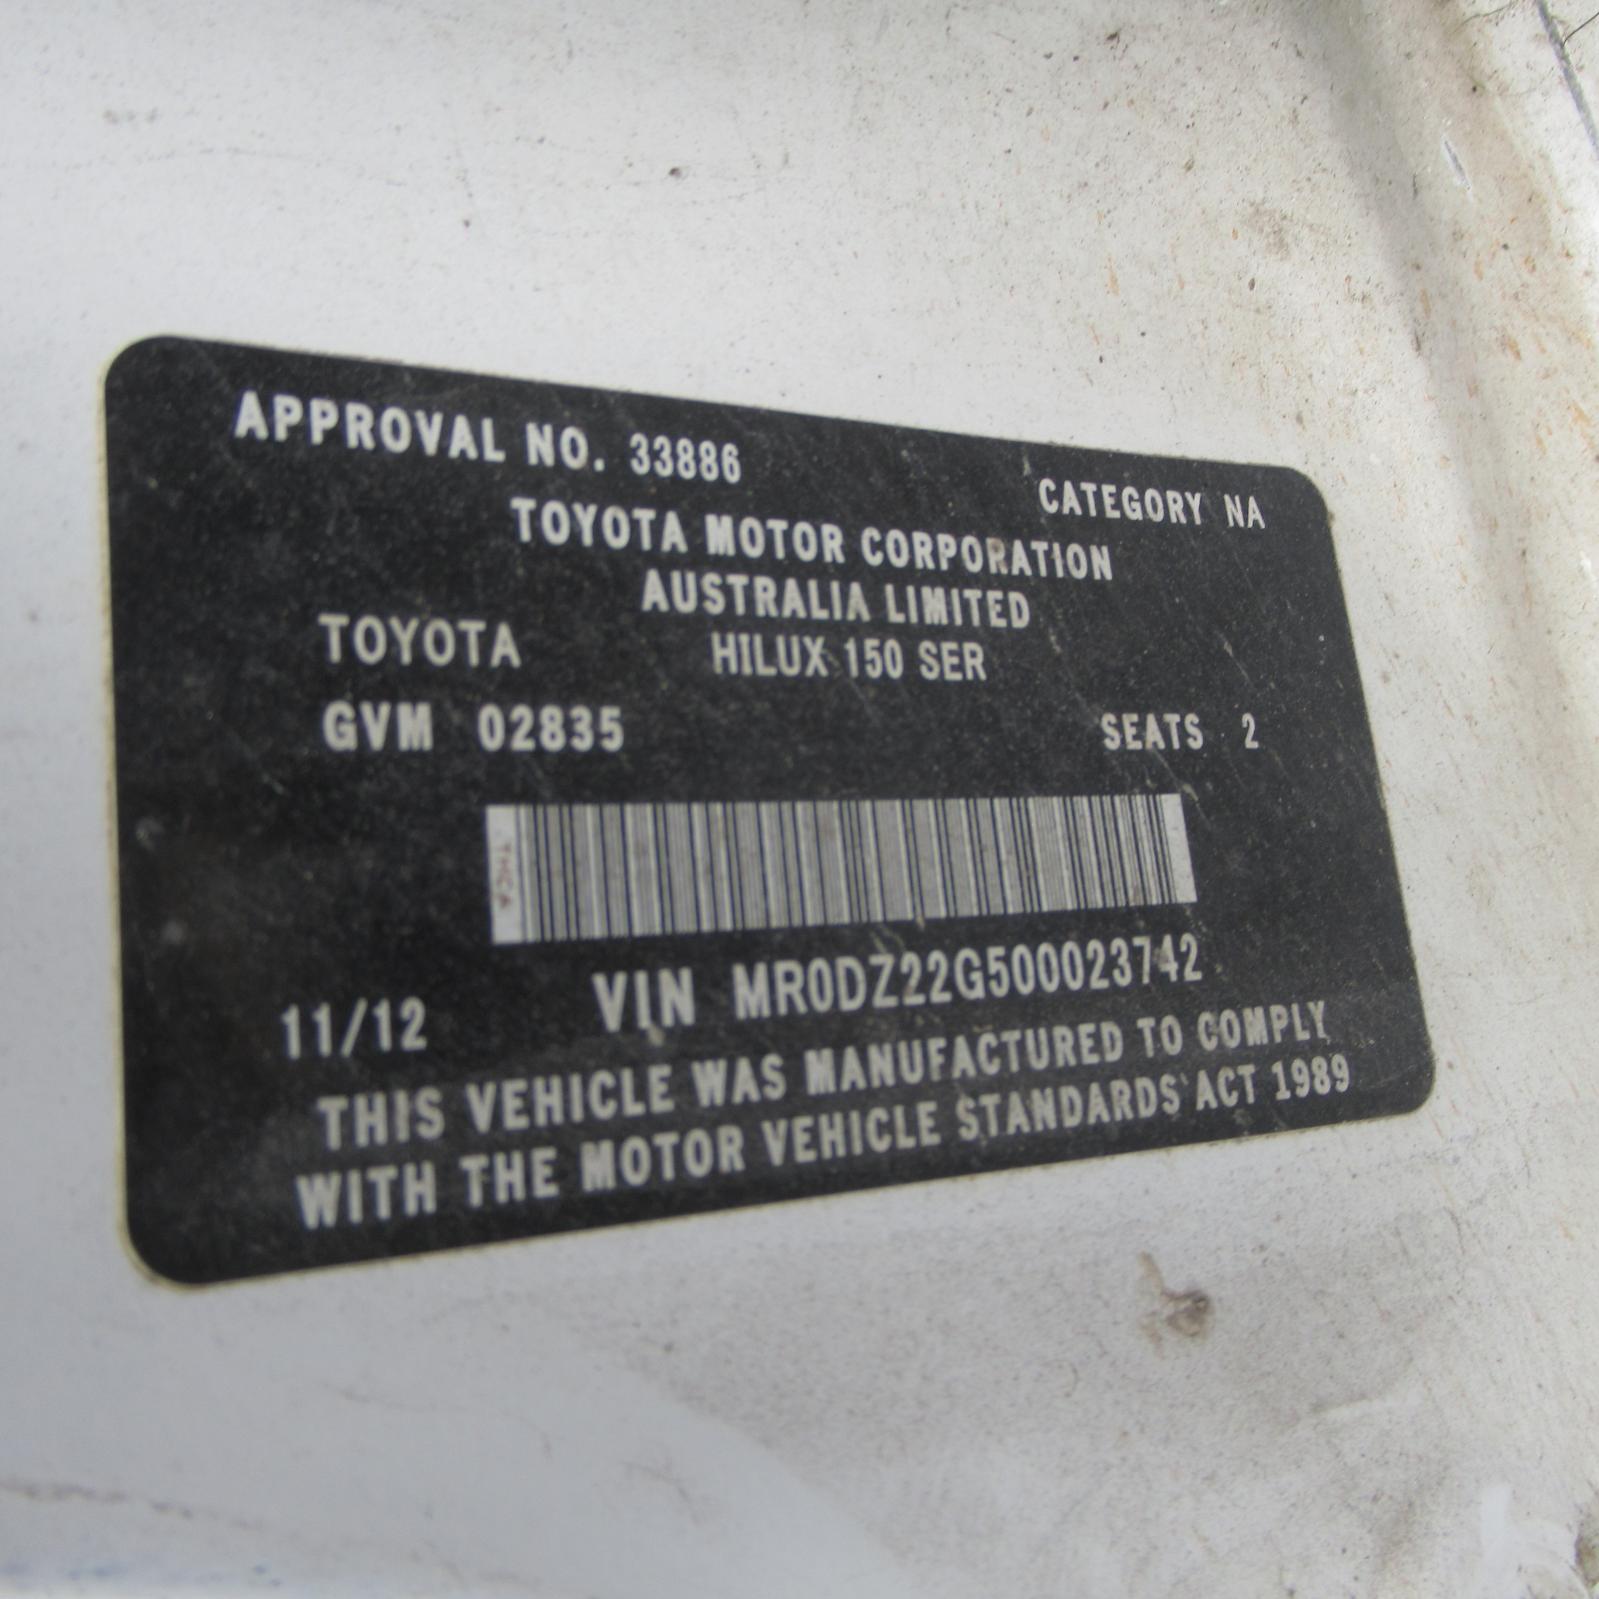 APPROVAL NO. 33886
CATEGORY NA
TOYOTA MOTOR CORPORATION
AUSTRALIA LIMITED
TOYOTA HILUX 150 SER
GVM 02835 SEATS 2
TMCA
VIN MR0DZ22G500023742
11/12
THIS VEHICLE WAS MANUFACTURED TO COMPLY
WITH THE MOTOR VEHICLE STANDARDS ACT 1989